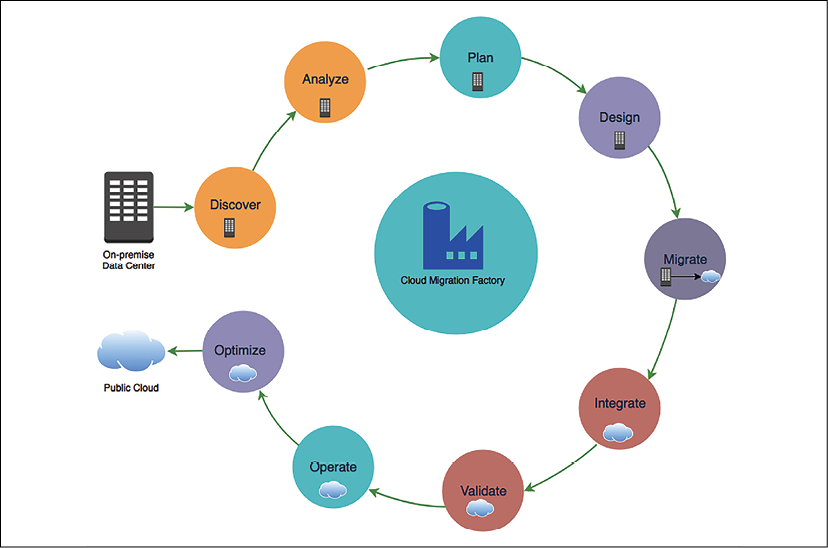 Analyze
Plan
Design
Discover
On-premise
Data Center
Cloud Migration Factory
Migrate
Optimize
Public Cloud
Integrate
Operate
Validate